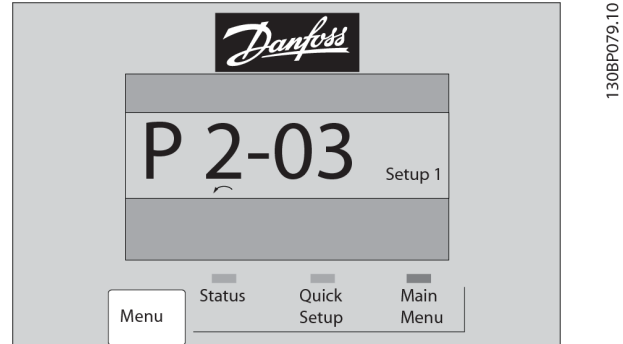 Danfoss
P 2-03
Setup 1
Status
Quick
Setup
Main
Menu
Menu
130BP079.10